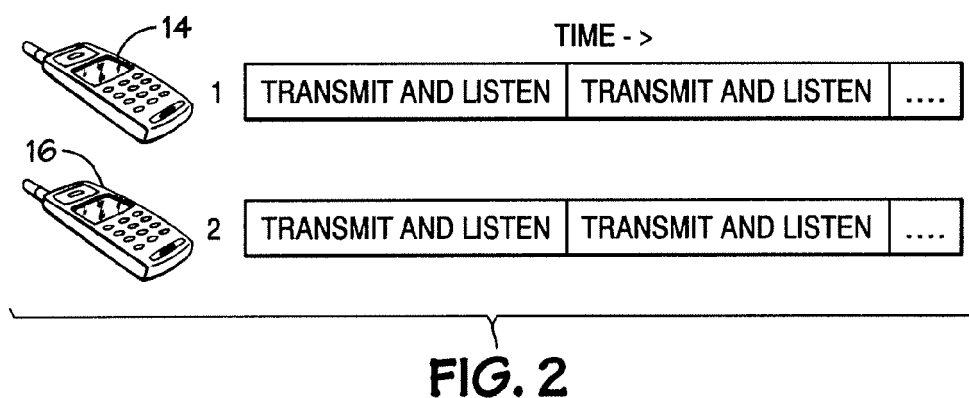 14
TIME - >
1 TRANSMIT AND LISTEN TRANSMIT AND LISTEN ....
16
2 TRANSMIT AND LISTEN TRANSMIT AND LISTEN ....
FIG. 2